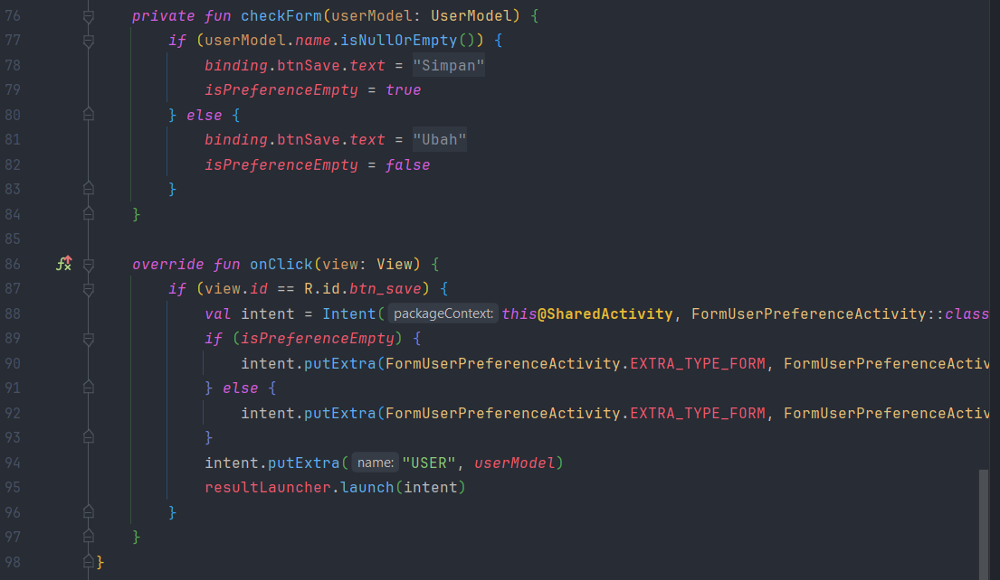 76 private fun checkForm(userModel: UserModel) {
77 if (userModel.name.isNullOrEmpty()) {
78 binding.btnSave.text = "Simpan"
79 isPreferenceEmpty = true
80 } else {
81 binding.btnSave.text = "Ubah"
82 isPreferenceEmpty = false
83 }
84 }
85
86 override fun onClick(view: View) {
87 if (view.id == R.id.btn_save) {
88 val intent = Intent( packageContext: this@SharedActivity, FormUserPreferenceActivity::class
89 if (isPreferenceEmpty) {
90 intent.putExtra(FormUserPreferenceActivity.EXTRA_TYPE_FORM, FormUserPreferenceActiv
91 } else {
92 intent.putExtra(FormUserPreferenceActivity.EXTRA_TYPE_FORM, FormUserPreferenceActiv
93 }
94 intent.putExtra( name: "USER", userModel)
95 resultLauncher.launch(intent)
96 }
97 }
98 }